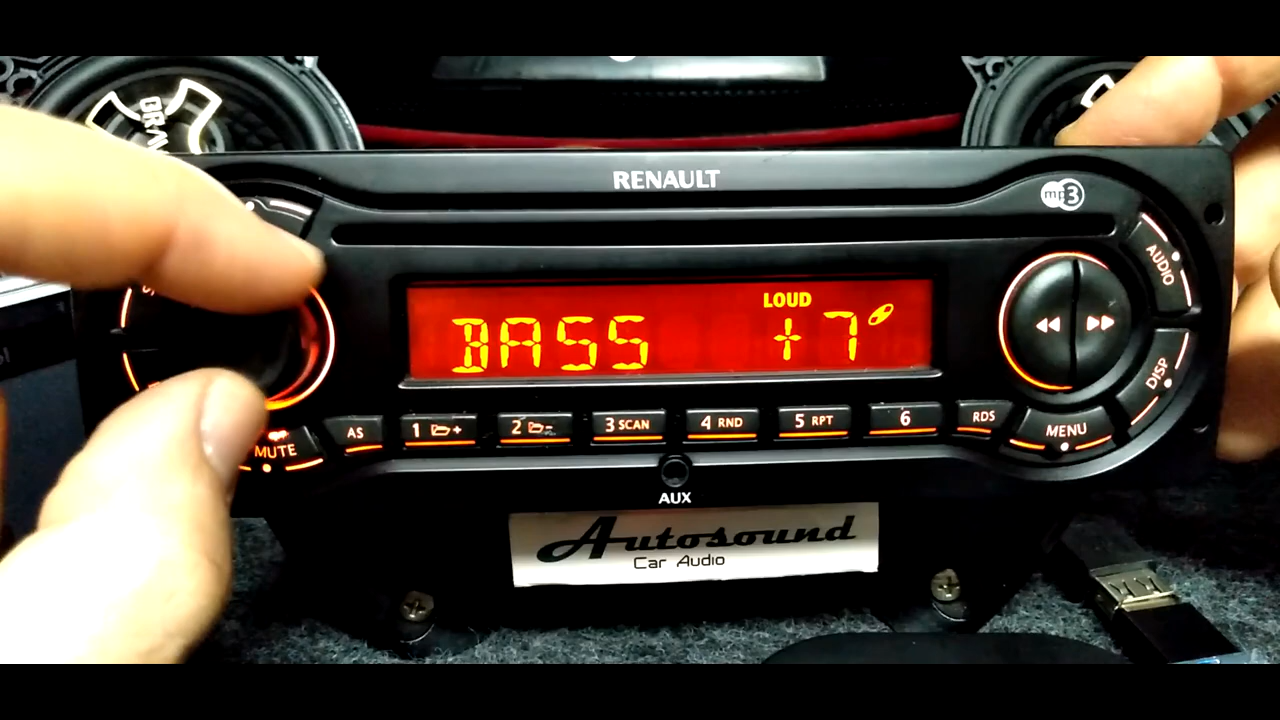 RENAULT
mp3
AUDIO
LOUD
BASS +7
DISP
MUTE
AS
1 +
2 -
3 SCAN
4 RND
5 RPT
6
RDS
MENU
AUX
Autosound
Car Audio